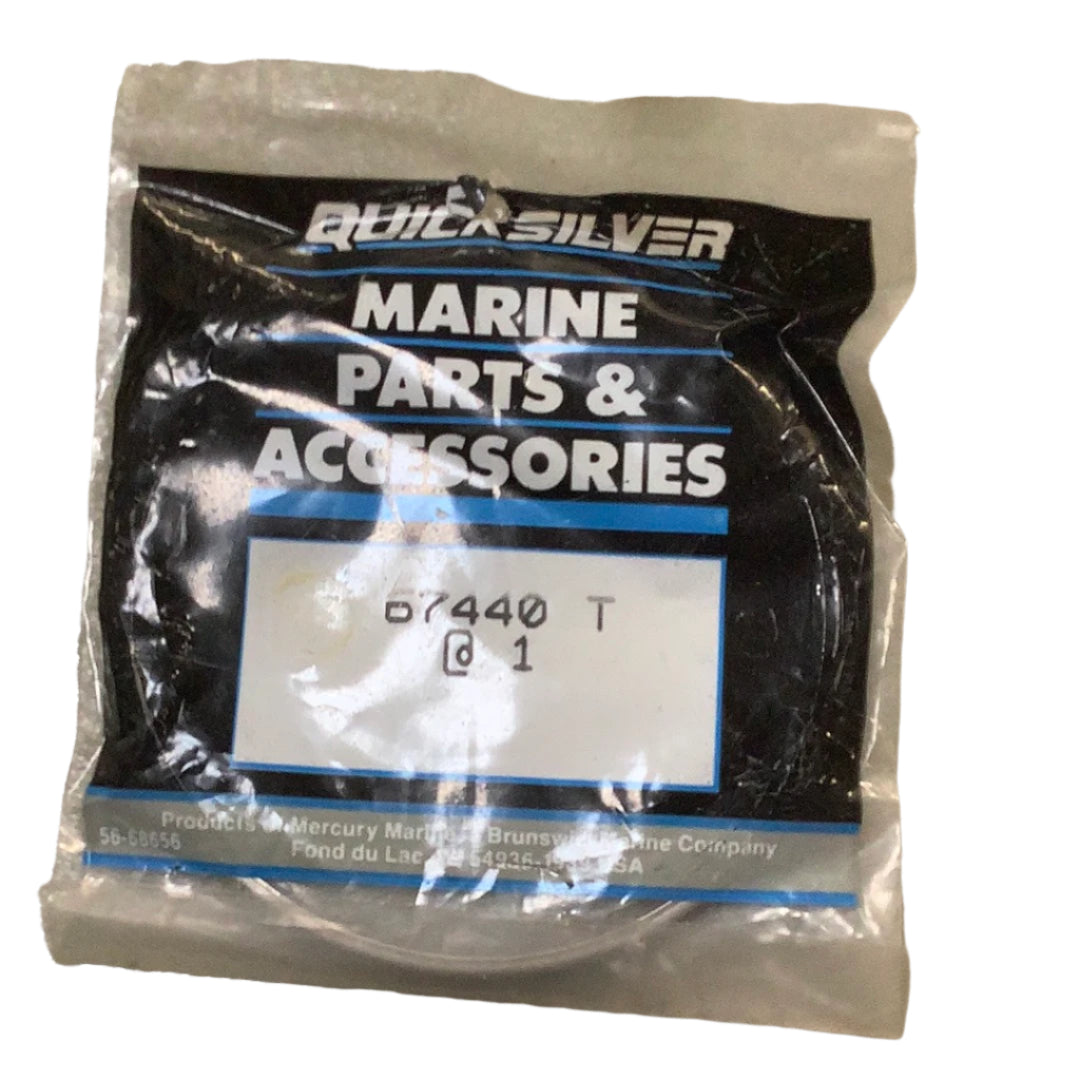 QUICKSILVER
MARINE
PARTS &
ACCESSORIES
67440 T
@ 1
Products of Mercury Marine Brunswick Marine Company
56-68656
Fond du Lac, 54936- USA